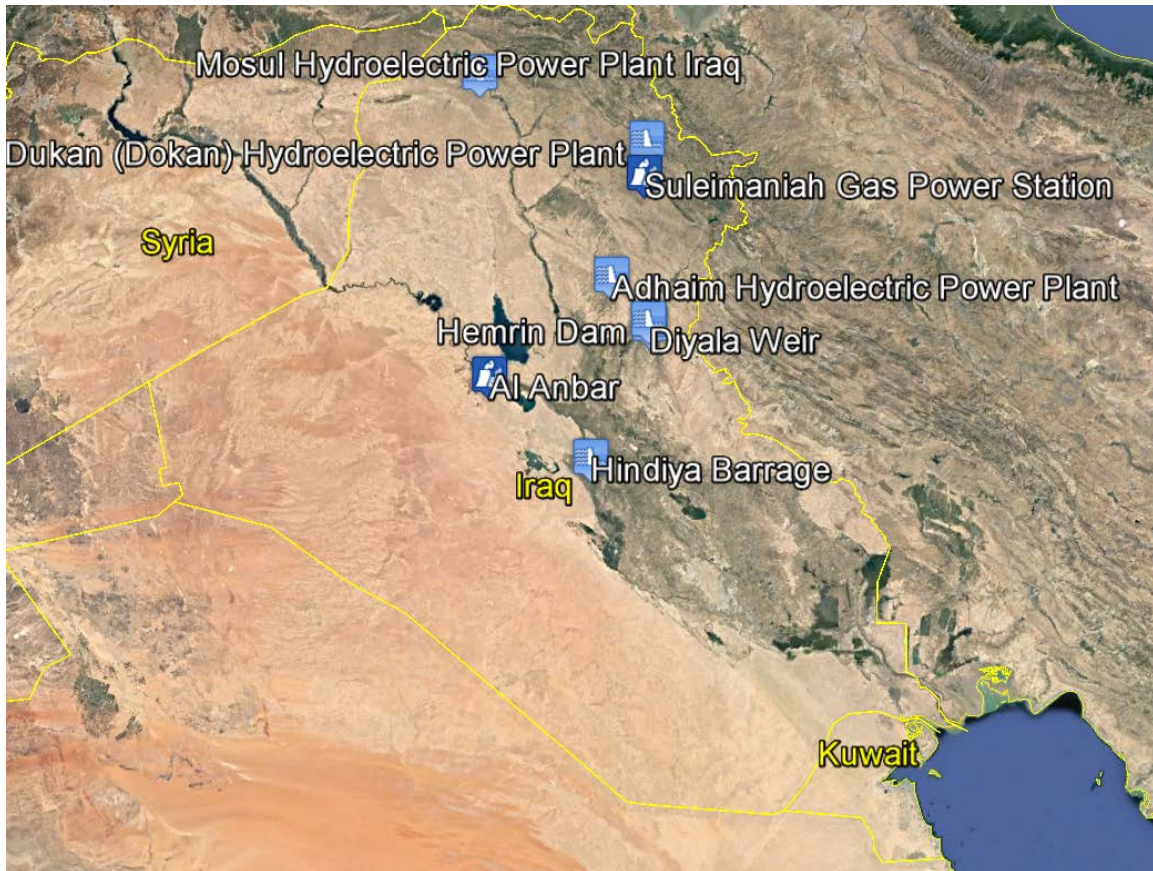 Mosul Hydroelectric Power Plant Iraq
Dukan (Dokan) Hydroelectric Power Plant
Suleimaniah Gas Power Station
Syria
Adhaim Hydroelectric Power Plant
Hemrin Dam
Diyala Weir
Al Anbar
Hindiya Barrage
Iraq
Kuwait